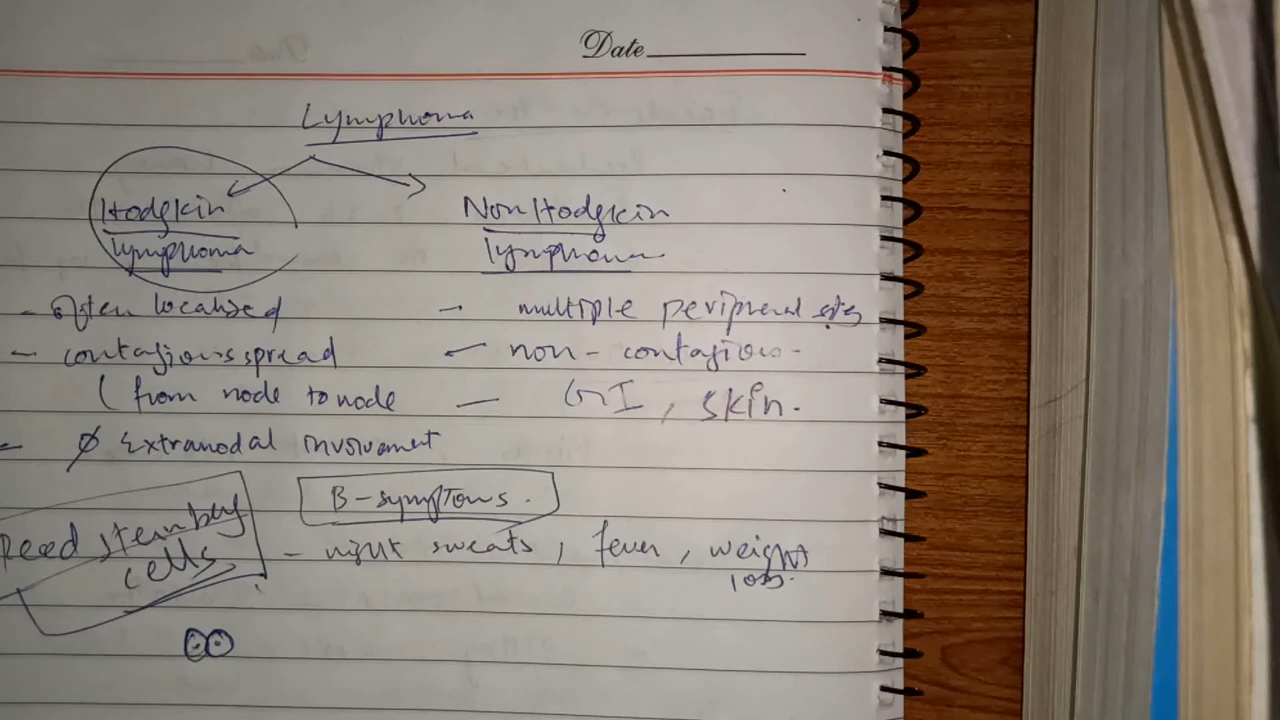 Date
Lymphoma
Hodgkin Non Hodgkin
lymphoma lymphoma
- Often localised - multiple peripheral sites
- contagious spread - non-contagious.
( from node to node - GI, skin.
- Ø Extranodal involvement
B-symptoms.
Reed sternberg
cells - night sweats, fever, weight
loss.